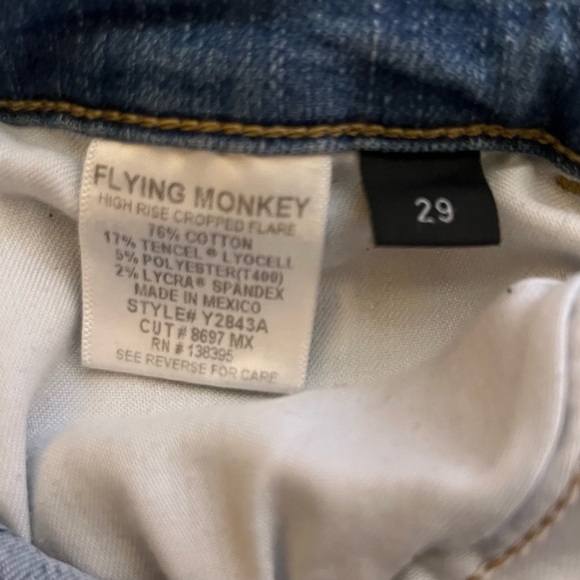 FLYING MONKEY
HIGH RISE CROPPED FLARE
76% COTTON
17% TENCEL® LYOCELL
5% POLYESTER(T400)
2% LYCRA® SPANDEX
MADE IN MEXICO
STYLE# Y2843A
CUT# 8697 MX
RN # 138395
SEE REVERSE FOR CARE
29